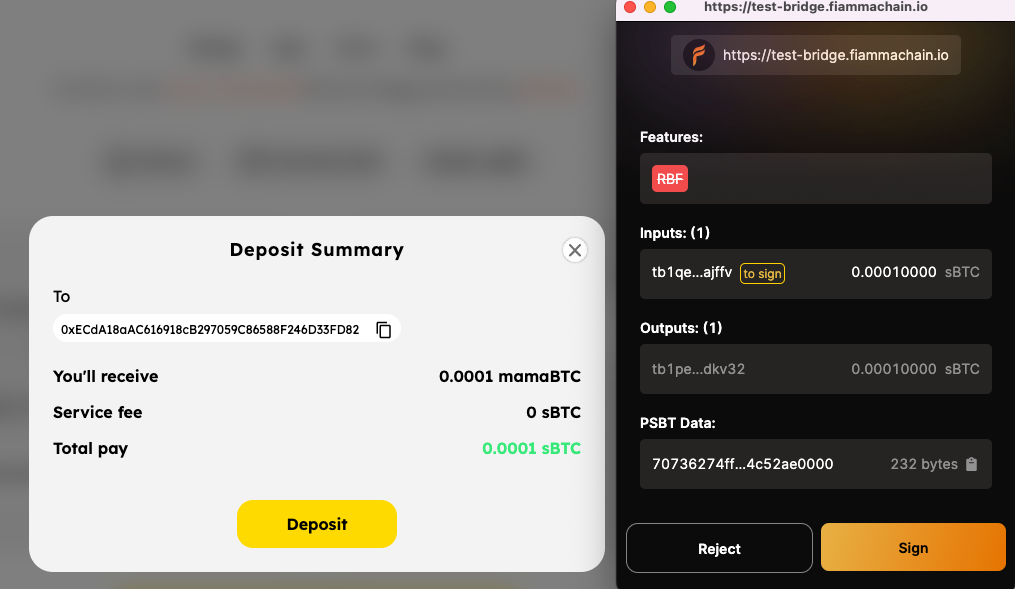 Deposit Summary
To
0xECdA18aAC616918cB297059C86588F246D33FD82
You'll receive 0.0001 mamaBTC
Service fee 0 sBTC
Total pay 0.0001 sBTC
Deposit
https://test-bridge.fiammachain.io
https://test-bridge.fiammachain.io
Features:
RBF
Inputs: (1)
tb1qe...ajffv to sign 0.00010000 sBTC
Outputs: (1)
tb1pe...dkv32 0.00010000 sBTC
PSBT Data:
70736274ff...4c52ae0000 232 bytes
Reject Sign